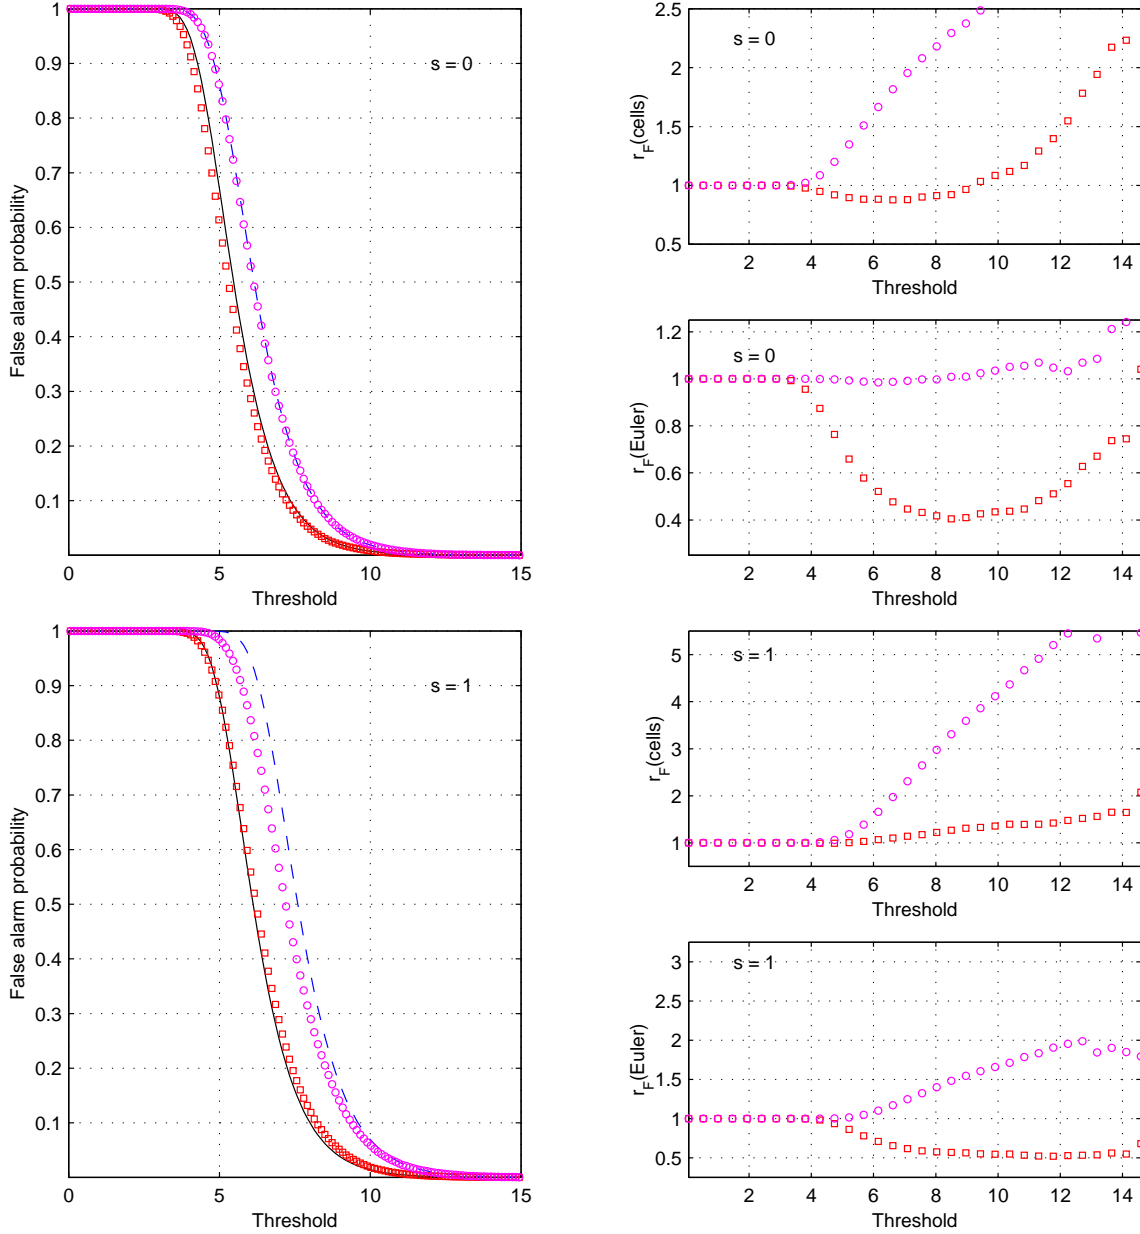 1
0.9
0.8
0.7
0.6
0.5
0.4
0.3
0.2
0.1
False alarm probability
s = 0
0 5 10 15
Threshold
2.5
2
1.5
1
0.5
r_F(cells)
s = 0
2 4 6 8 10 12 14
Threshold
1.2
1
0.8
0.6
0.4
r_F(Euler)
s = 0
2 4 6 8 10 12 14
Threshold
1
0.9
0.8
0.7
0.6
0.5
0.4
0.3
0.2
0.1
False alarm probability
s = 1
0 5 10 15
Threshold
5
4
3
2
1
r_F(cells)
s = 1
2 4 6 8 10 12 14
Threshold
3
2.5
2
1.5
1
0.5
r_F(Euler)
s = 1
2 4 6 8 10 12 14
Threshold